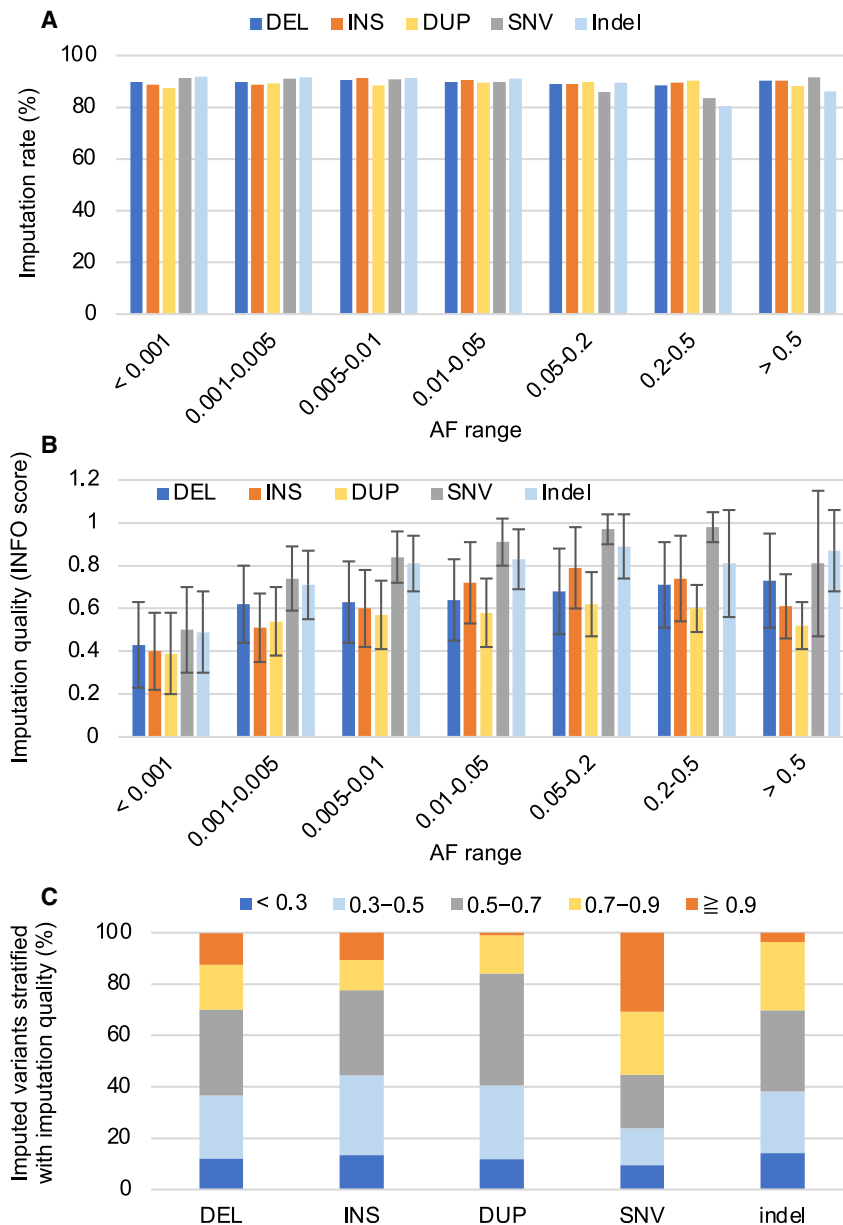 A
DEL INS DUP SNV Indel
Imputation rate (%)
100
80
60
40
20
0
< 0.001
0.001-0.005
0.005-0.01
0.01-0.05
0.05-0.2
0.2-0.5
> 0.5
AF range
B
DEL INS DUP SNV Indel
Imputation quality (INFO score)
1.2
1
0.8
0.6
0.4
0.2
0
< 0.001
0.001-0.005
0.005-0.01
0.01-0.05
0.05-0.2
0.2-0.5
> 0.5
AF range
C
< 0.3 0.3−0.5 0.5−0.7 0.7−0.9 ≧ 0.9
Imputed variants stratified
with imputation quality (%)
100
80
60
40
20
0
DEL INS DUP SNV indel